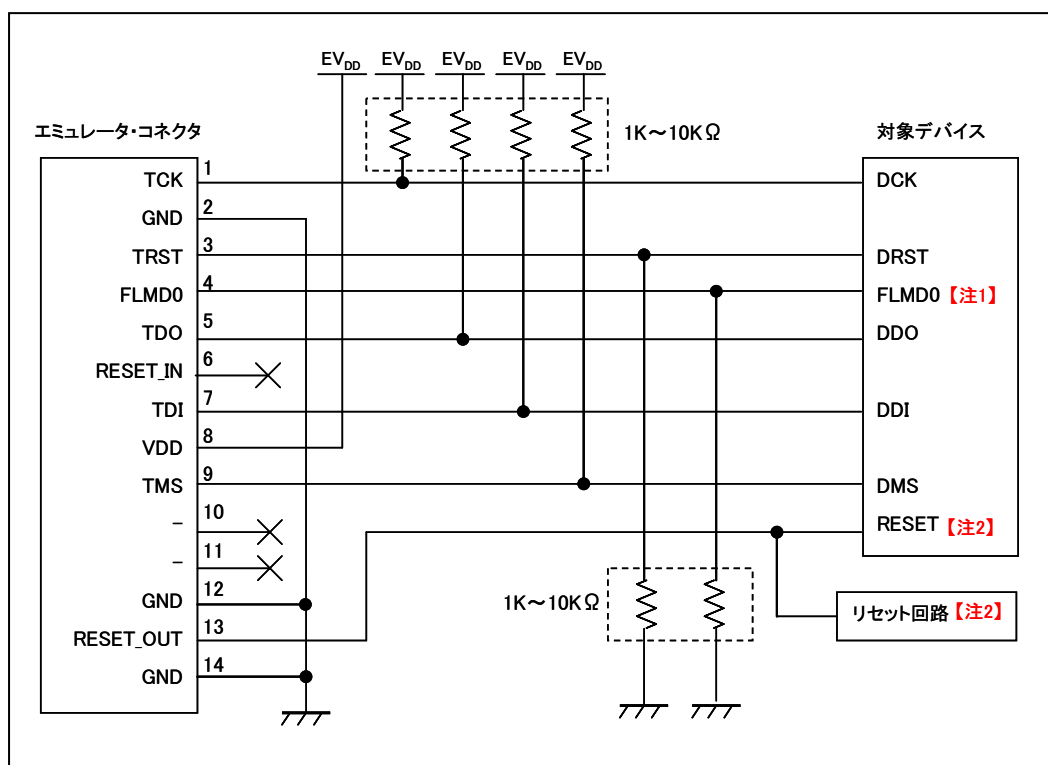 EVDD EVDD EVDD EVDD EVDD
1K～10KΩ
エミュレータ・コネクタ
対象デバイス
TCK 1 DCK
GND 2
TRST 3 DRST
FLMD0 4 FLMD0【注1】
TDO 5 DDO
RESET_IN 6
TDI 7 DDI
VDD 8
TMS 9 DMS
- 10
RESET【注2】
- 11
GND 12
1K～10KΩ
リセット回路【注2】
RESET_OUT 13
GND 14